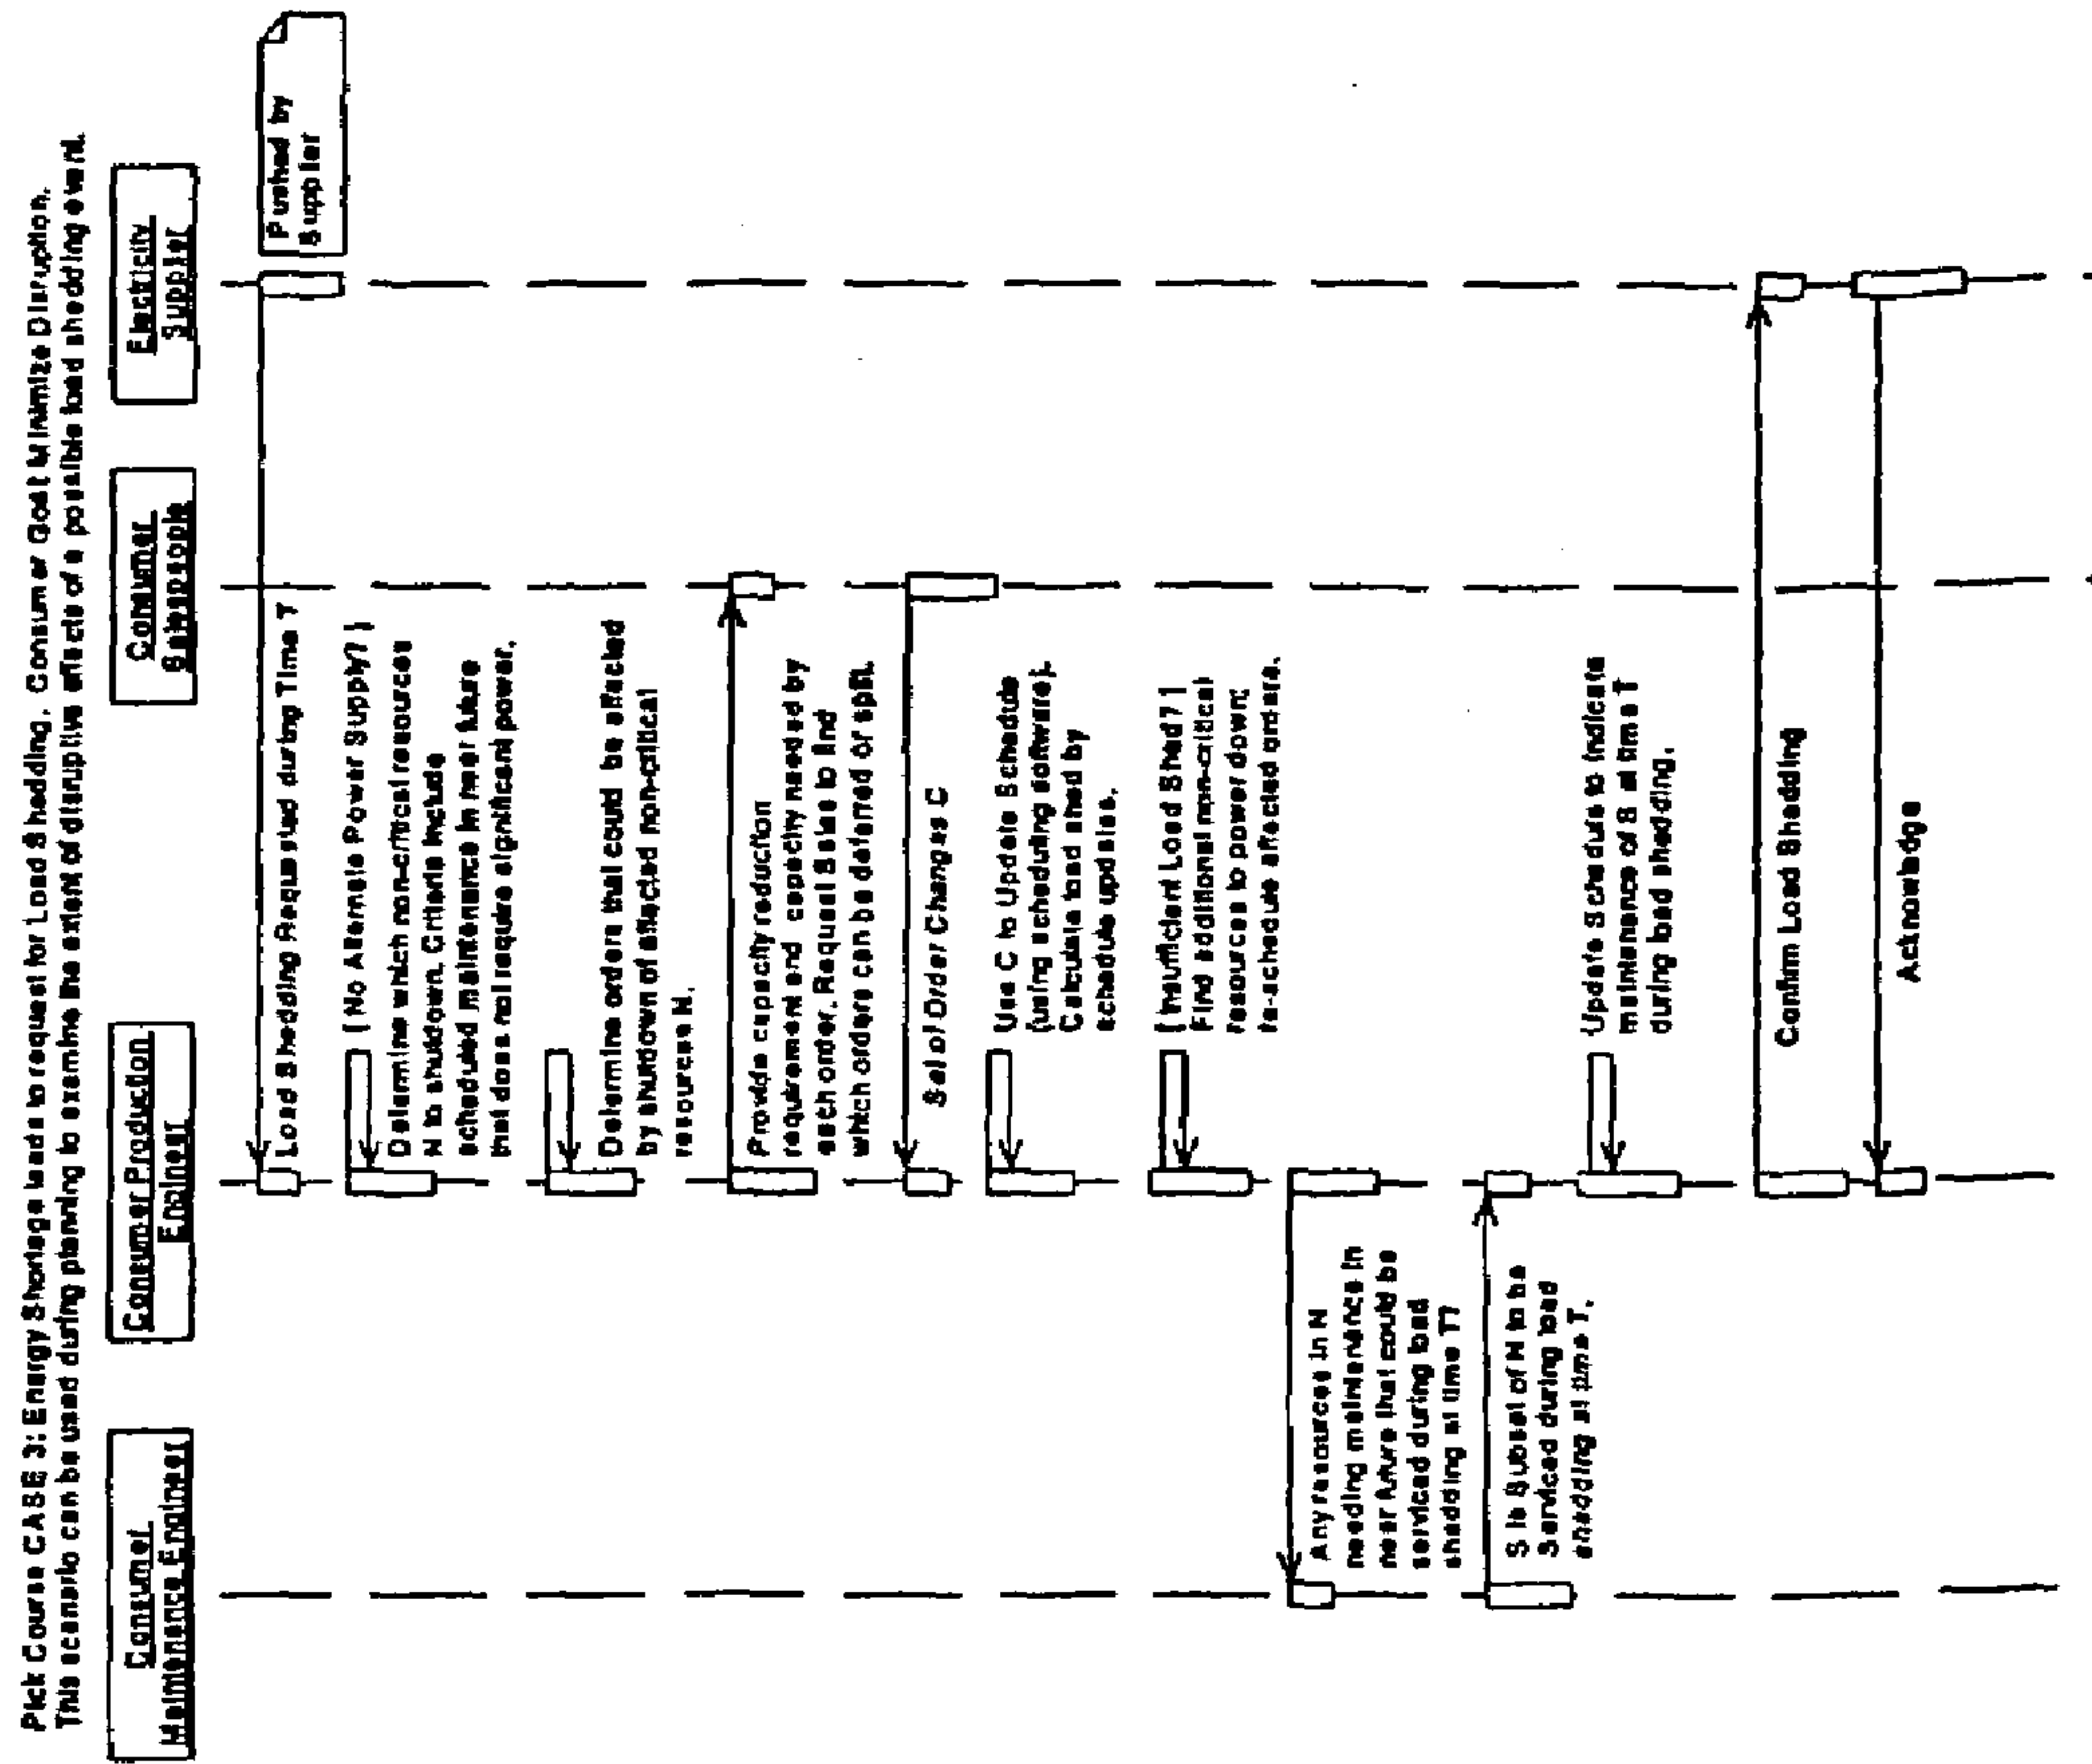 Pick Course CASE 3: Energy Shortage leads to request for Load Shedding. Consumer Goal: Minimize Disruption.
This scenario can be used during planning to examine the extent of disruptive effects of a possible load shedding event.
Consumer
Maintenance Engineer
Consumer Production
Engineer
Consumer
Salespeople
Electricity
Supplier
Pushed by
Supplier
Load Shedding Requested during Time T
[ No Alternate Power Supply? ]
Determine which non-critical resources
N to shutdown. Criteria include
scheduled maintenance in near future
that does not require significant power.
Determine orders that could be affected
by shutdown of affected non-critical
resources N.
Provide capacity reduction
requirement and capacity needed by
each order. Request Sales to find
which orders can be deferred or split.
Set of Order Changes C
Use C to Update Schedule
(using scheduling software).
Calculate load shed by
schedule updates.
[ Insufficient Load Shed? ]
Find additional non-critical
resources to power down;
re-schedule affected orders.
Any resources in N
needing maintenance in
near future that could be
serviced during load
shedding at time T?
S is Subset of N to be
Serviced during load
shedding at time T.
Update Schedule to indicate
maintenance of S at time T
during load shedding.
Confirm Load Shedding
Acknowledge